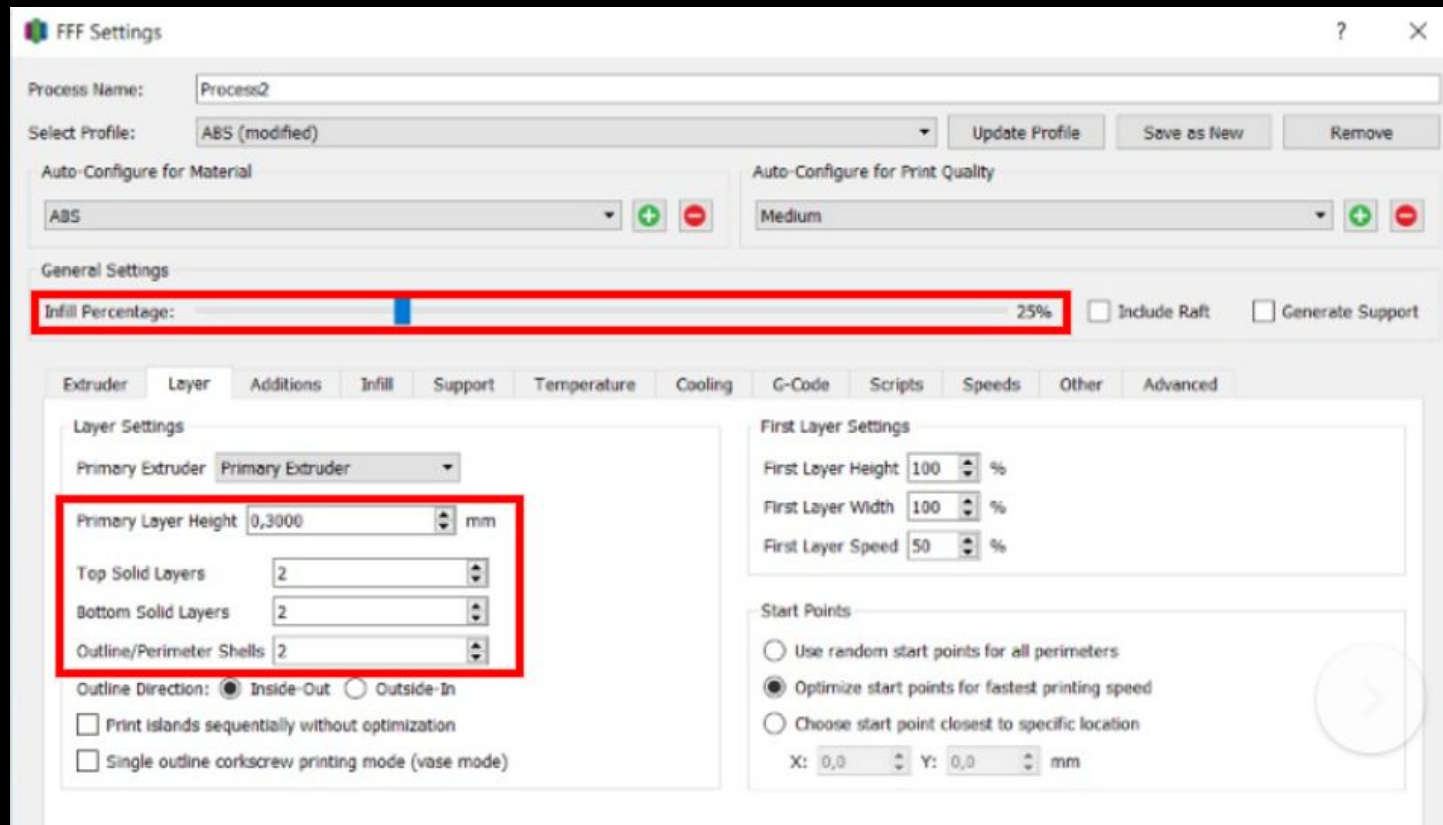 FFF Settings
Process Name: Process2
Select Profile: ABS (modified) Update Profile Save as New Remove
Auto-Configure for Material Auto-Configure for Print Quality
ABS Medium
General Settings
Infill Percentage: 25% Include Raft Generate Support
Extruder Layer Additions Infill Support Temperature Cooling G-Code Scripts Speeds Other Advanced
Layer Settings
Primary Extruder Primary Extruder
Primary Layer Height 0,3000 mm
Top Solid Layers 2
Bottom Solid Layers 2
Outline/Perimeter Shells 2
Outline Direction: Inside-Out Outside-In
Print islands sequentially without optimization
Single outline corkscrew printing mode (vase mode)
First Layer Settings
First Layer Height 100 %
First Layer Width 100 %
First Layer Speed 50 %
Start Points
Use random start points for all perimeters
Optimize start points for fastest printing speed
Choose start point closest to specific location
X: 0,0 Y: 0,0 mm